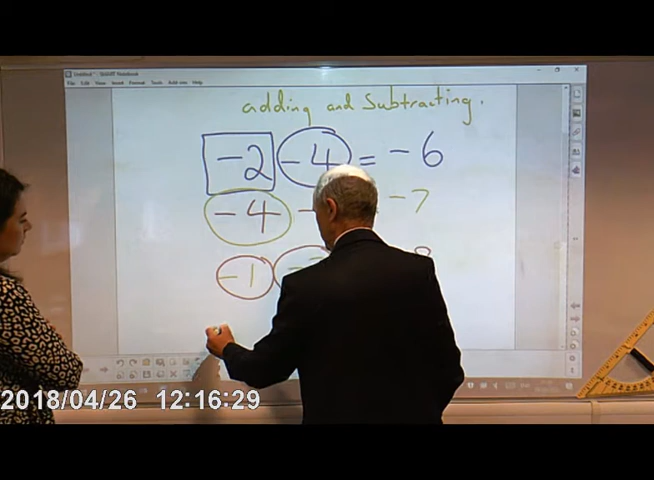 adding and Subtracting.
-2 -4 = -6
-4 - -7
-1
2018/04/26 12:16:29